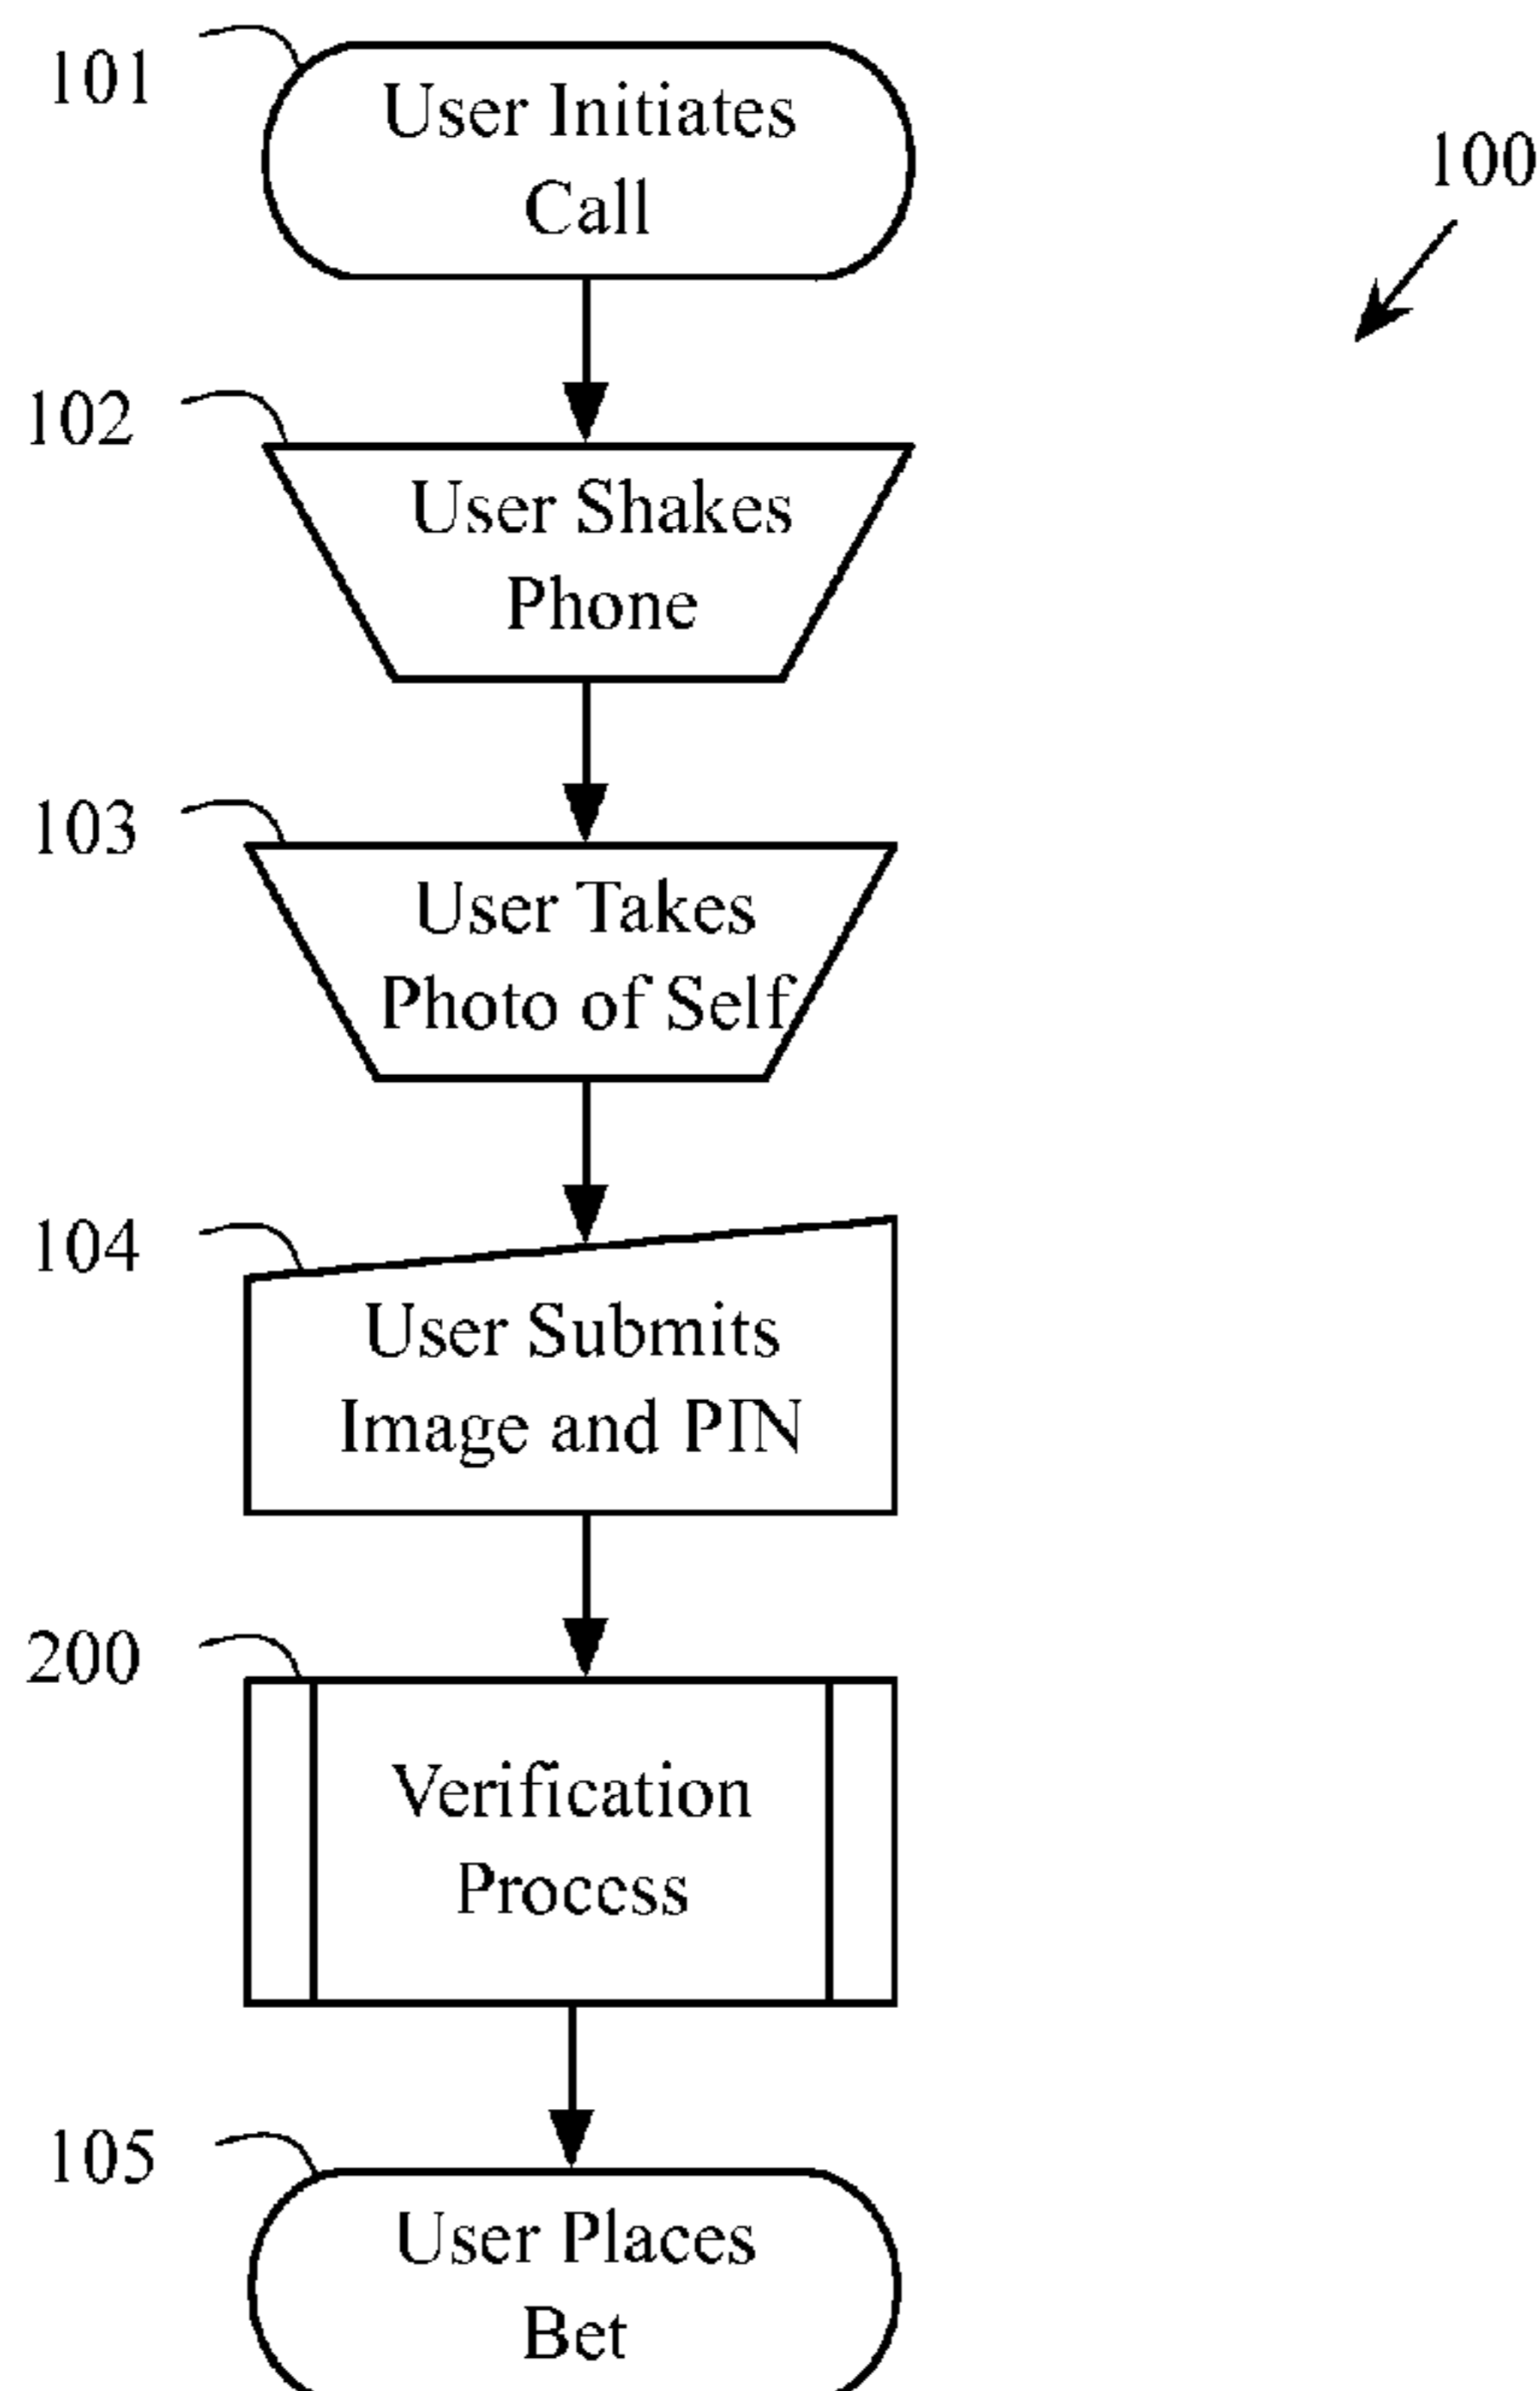 101
User Initiates
Call
100
102
User Shakes
Phone
103
User Takes
Photo of Self
104
User Submits
Image and PIN
200
Verification
Process
105
User Places
Bet